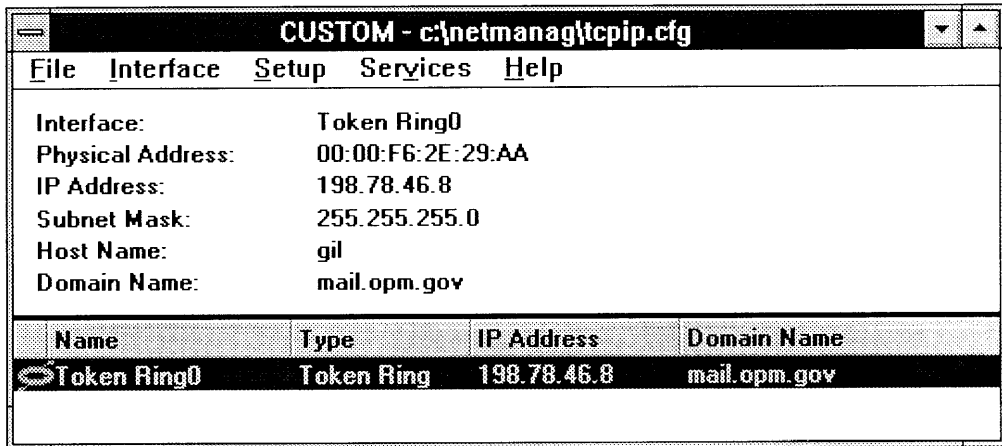 CUSTOM - c:\netmanag\tcpip.cfg
File Interface Setup Services Help
Interface: Token Ring0
Physical Address: 00:00:F6:2E:29:AA
IP Address: 198.78.46.8
Subnet Mask: 255.255.255.0
Host Name: gil
Domain Name: mail.opm.gov
Name Type IP Address Domain Name
Token Ring0 Token Ring 198.78.46.8 mail.opm.gov